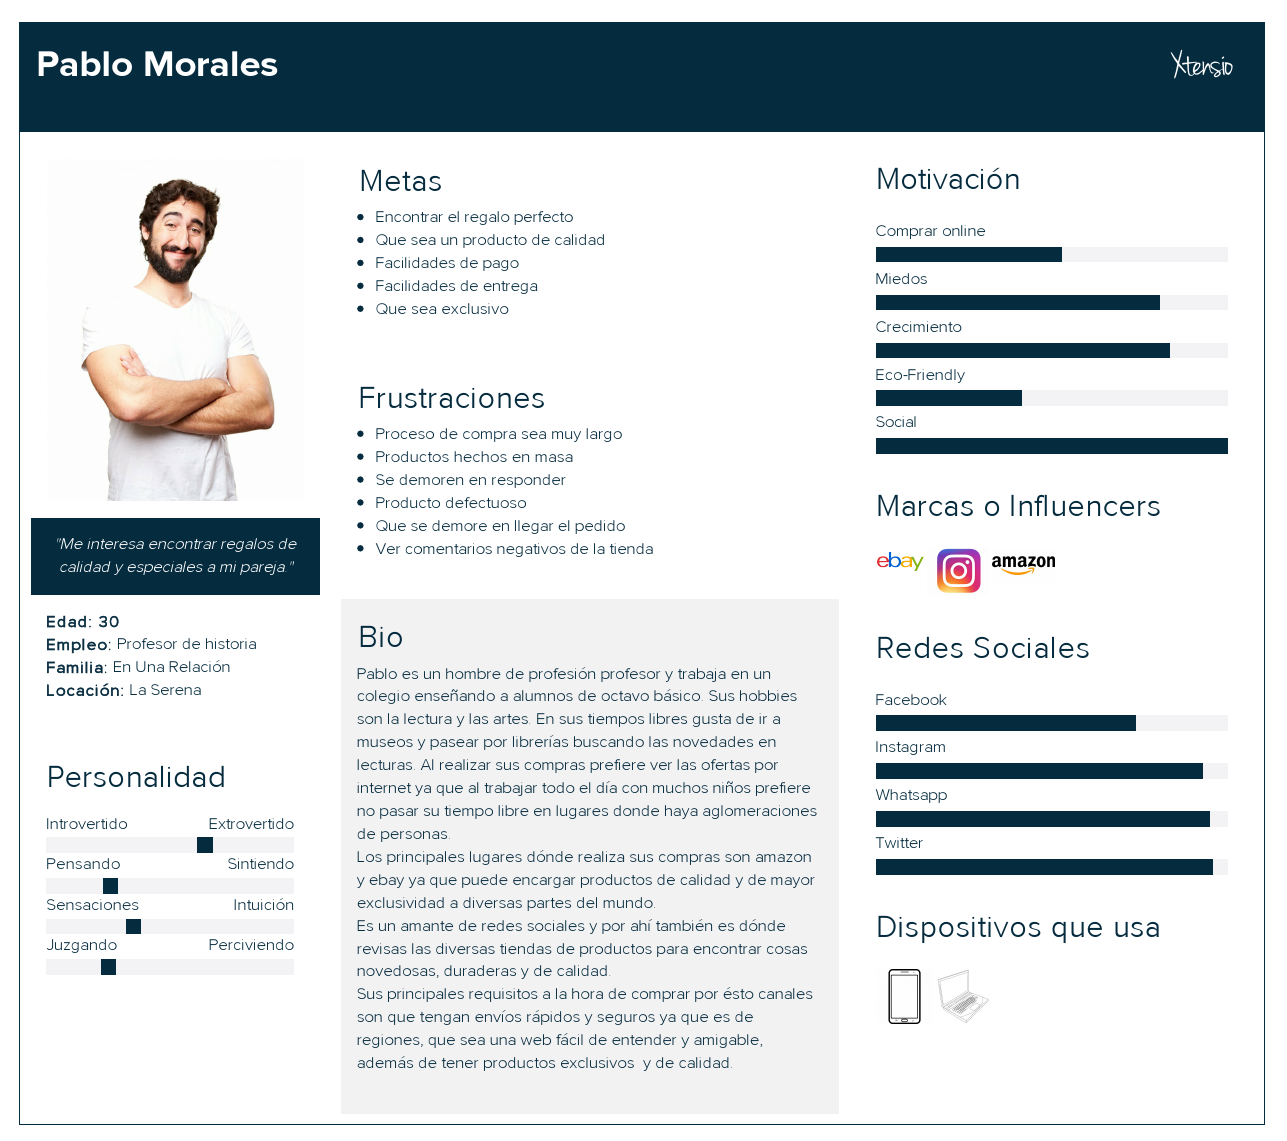 Pablo Morales
Xtensio
"Me interesa encontrar regalos de
calidad y especiales a mi pareja."
Edad: 30
Empleo: Profesor de historia
Familia: En Una Relación
Locación: La Serena
Personalidad
Introvertido Extrovertido
Pensando Sintiendo
Sensaciones Intuición
Juzgando Perciviendo
Metas
Encontrar el regalo perfecto
Que sea un producto de calidad
Facilidades de pago
Facilidades de entrega
Que sea exclusivo
Frustraciones
Proceso de compra sea muy largo
Productos hechos en masa
Se demoren en responder
Producto defectuoso
Que se demore en llegar el pedido
Ver comentarios negativos de la tienda
Bio
Pablo es un hombre de profesión profesor y trabaja en un
colegio enseñando a alumnos de octavo básico. Sus hobbies
son la lectura y las artes. En sus tiempos libres gusta de ir a
museos y pasear por librerías buscando las novedades en
lecturas. Al realizar sus compras prefiere ver las ofertas por
internet ya que al trabajar todo el día con muchos niños prefiere
no pasar su tiempo libre en lugares donde haya aglomeraciones
de personas.
Los principales lugares dónde realiza sus compras son amazon
y ebay ya que puede encargar productos de calidad y de mayor
exclusividad a diversas partes del mundo.
Es un amante de redes sociales y por ahí también es dónde
revisas las diversas tiendas de productos para encontrar cosas
novedosas, duraderas y de calidad.
Sus principales requisitos a la hora de comprar por ésto canales
son que tengan envíos rápidos y seguros ya que es de
regiones, que sea una web fácil de entender y amigable,
además de tener productos exclusivos  y de calidad.
Motivación
Comprar online
Miedos
Crecimiento
Eco-Friendly
Social
Marcas o Influencers
ebay amazon
Redes Sociales
Facebook
Instagram
Whatsapp
Twitter
Dispositivos que usa